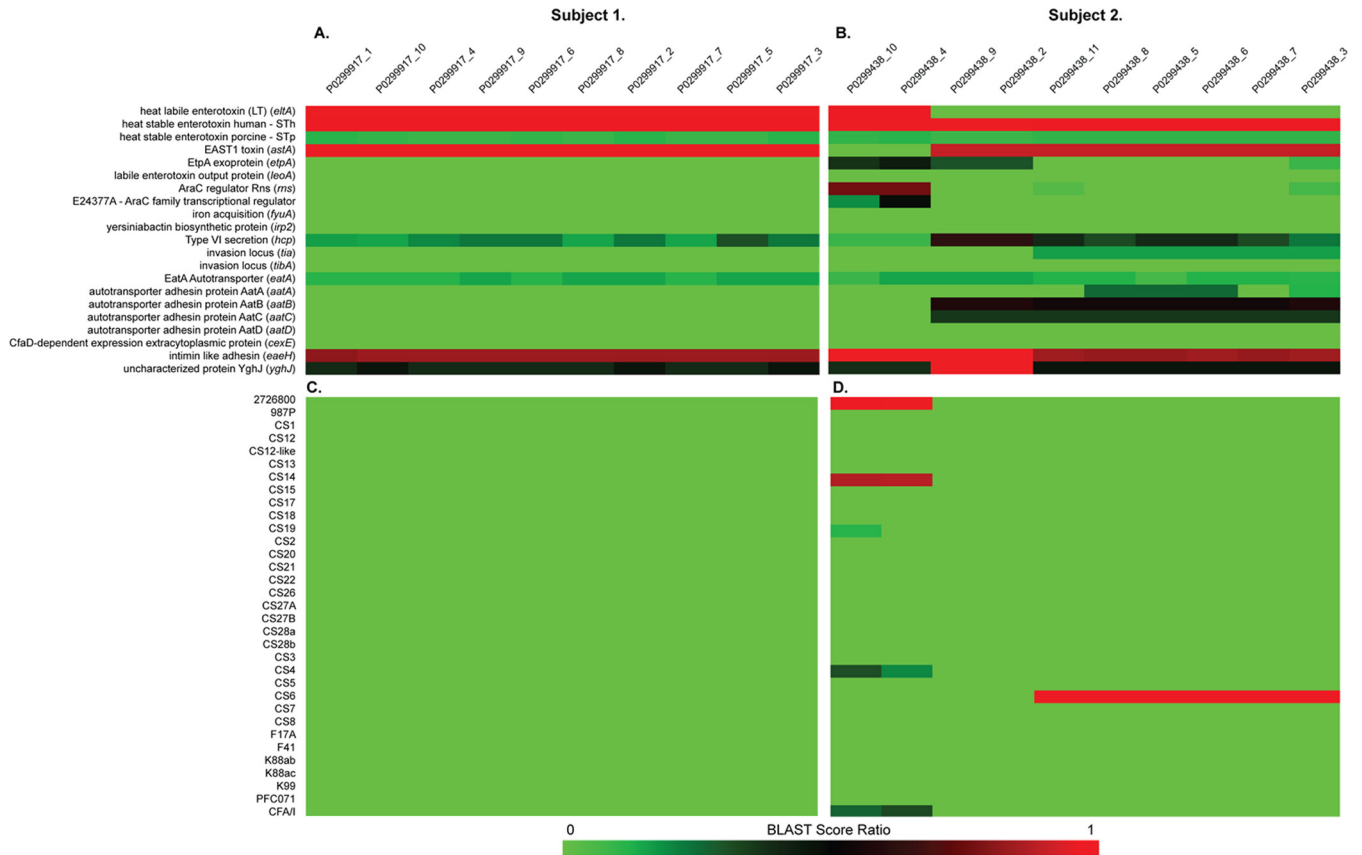 Subject 1.
Subject 2.
A.
B.
P0299917_1
P0299917_10
P0299917_4
P0299917_9
P0299917_6
P0299917_8
P0299917_2
P0299917_7
P0299917_5
P0299917_3
P0299438_10
P0299438_4
P0299438_9
P0299438_2
P0299438_11
P0299438_8
P0299438_5
P0299438_6
P0299438_7
P0299438_3
heat labile enterotoxin (LT) (eltA)
heat stable enterotoxin human - STh
heat stable enterotoxin porcine - STp
EAST1 toxin (astA)
EtpA exoprotein (etpA)
labile enterotoxin output protein (leoA)
AraC regulator Rns (rns)
E24377A - AraC family transcriptional regulator
iron acquisition (fyuA)
yersiniabactin biosynthetic protein (irp2)
Type VI secretion (hcp)
invasion locus (tia)
invasion locus (tibA)
EatA Autotransporter (eatA)
autotransporter adhesin protein AatA (aatA)
autotransporter adhesin protein AatB (aatB)
autotransporter adhesin protein AatC (aatC)
autotransporter adhesin protein AatD (aatD)
CfaD-dependent expression extracytoplasmic protein (cexE)
intimin like adhesin (eaeH)
uncharacterized protein YghJ (yghJ)
C.
D.
2726800
987P
CS1
CS12
CS12-like
CS13
CS14
CS15
CS17
CS18
CS19
CS2
CS20
CS21
CS22
CS26
CS27A
CS27B
CS28a
CS28b
CS3
CS4
CS5
CS6
CS7
CS8
F17A
F41
K88ab
K88ac
K99
PFC071
CFA/I
0 BLAST Score Ratio 1